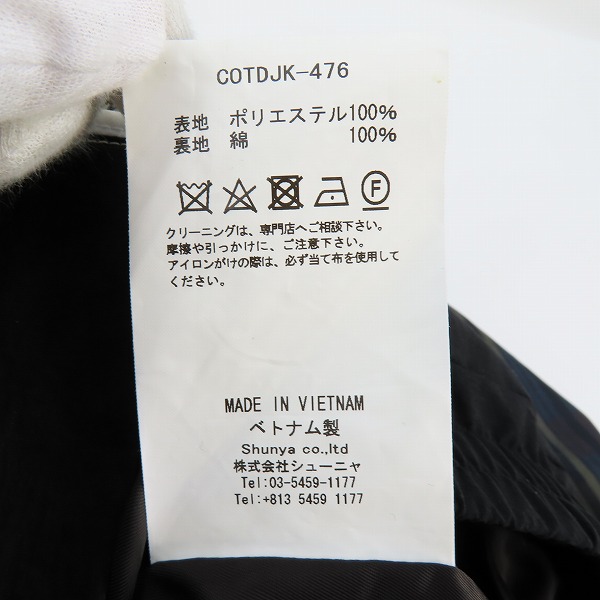 COTDJK-476
表地 ポリエステル100%
裏地 綿 100%
F
クリーニングは、専門店へご相談下さい。
摩擦や引っかけに、ご注意下さい。
アイロンがけの際は、必ず当て布を使用して
ください。
MADE IN VIETNAM
ベトナム製
Shunya co.,ltd
株式会社シューニャ
Tel:03-5459-1177
Tel:+813 5459 1177